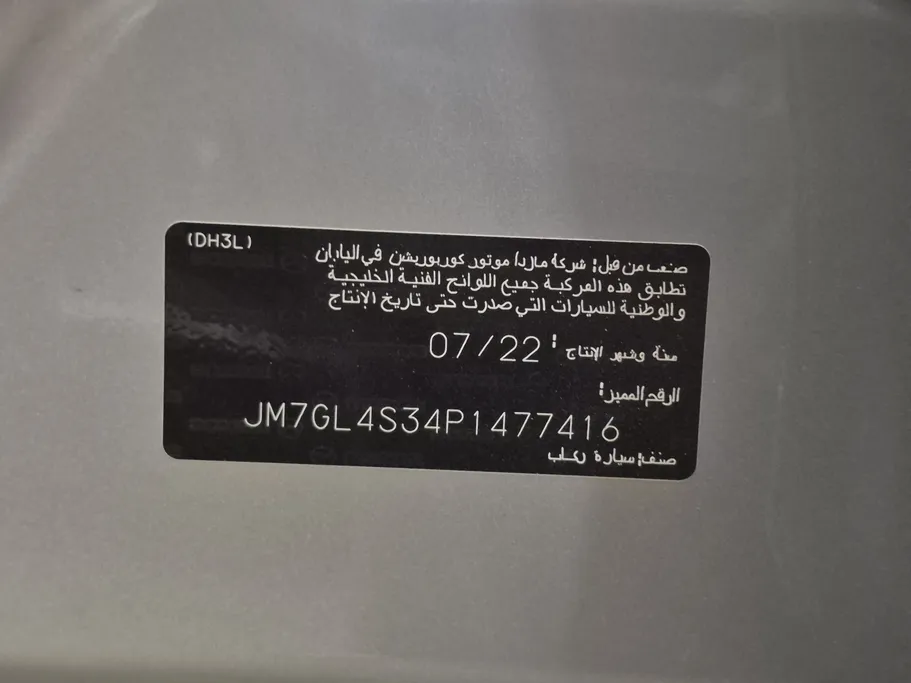 (DH3L)
صنعت من قبل: شركة مازدا موتور كوربوريشن في اليابان
تطابق هذه المركبة جميع اللوائح الفنية الخليجية
والوطنية للسيارات التي صدرت حتى تاريخ الإنتاج
سنة وشهر الإنتاج : 07/22
الرقم المميز:
JM7GL4S34P1477416
صنف: سيارة ركاب